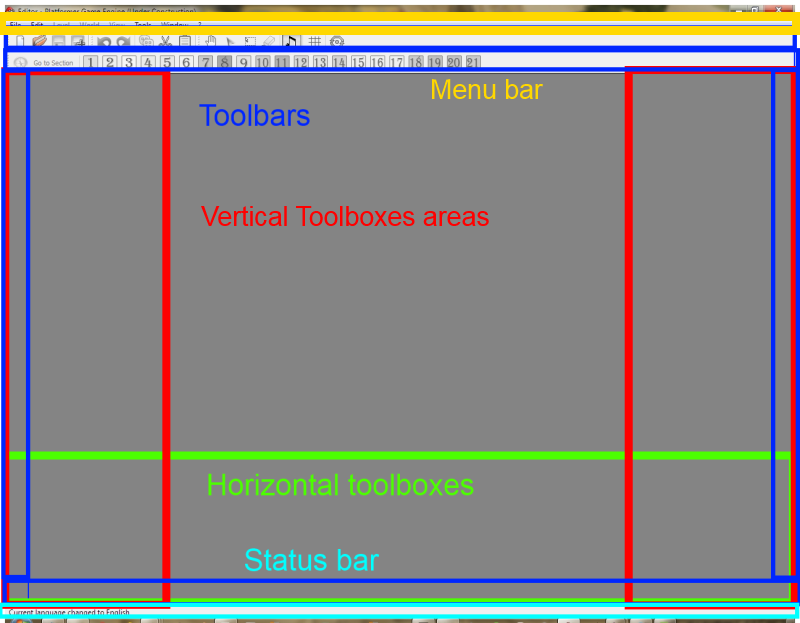 Editor - Platformer Game Engine (Under Construction)
File Edit Level World View Tools Window ?
Go to Section 1 2 3 4 5 6 7 8 9 10 11 12 13 14 15 16 17 18 19 20 21
Menu bar
Toolbars
Vertical Toolboxes areas
Horizontal toolboxes
Status bar
Current language changed to English